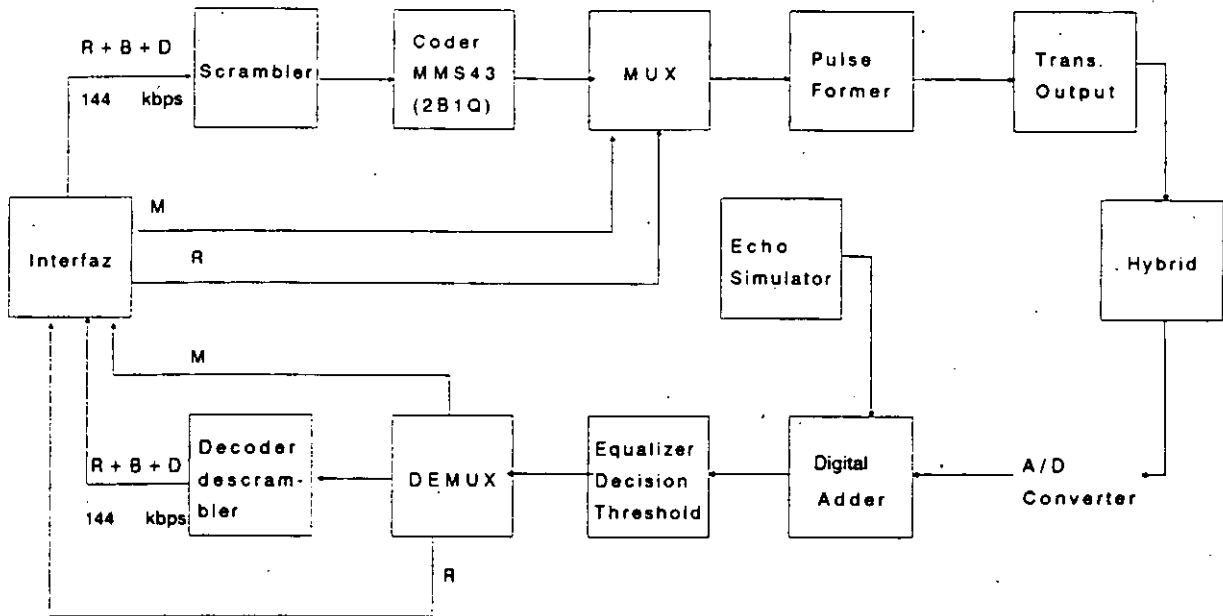 R + B + D
144 kbps
Scrambler
Coder
MMS43
(2B1Q)
MUX
Pulse
Former
Trans.
Output
M
R
Interfaz
Echo
Simulator
Hybrid
M
R + B + D
144 kbps
Decoder
descram-
bler
DEMUX
Equalizer
Decision
Threshold
Digital
Adder
A/D
Converter
R